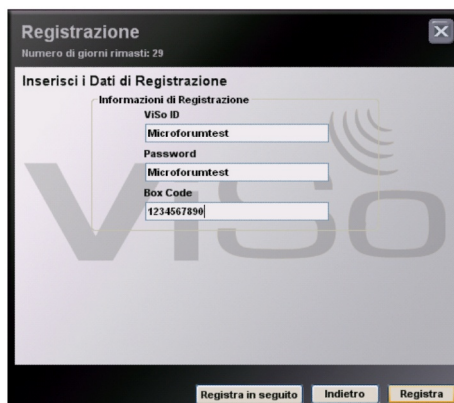 Registrazione
Numero di giorni rimasti: 29
Inserisci i Dati di Registrazione
Informazioni di Registrazione
ViSo ID
Microforumtest
Password
Microforumtest
Box Code
1234567890
ViSo
Registra in seguito
Indietro
Registra